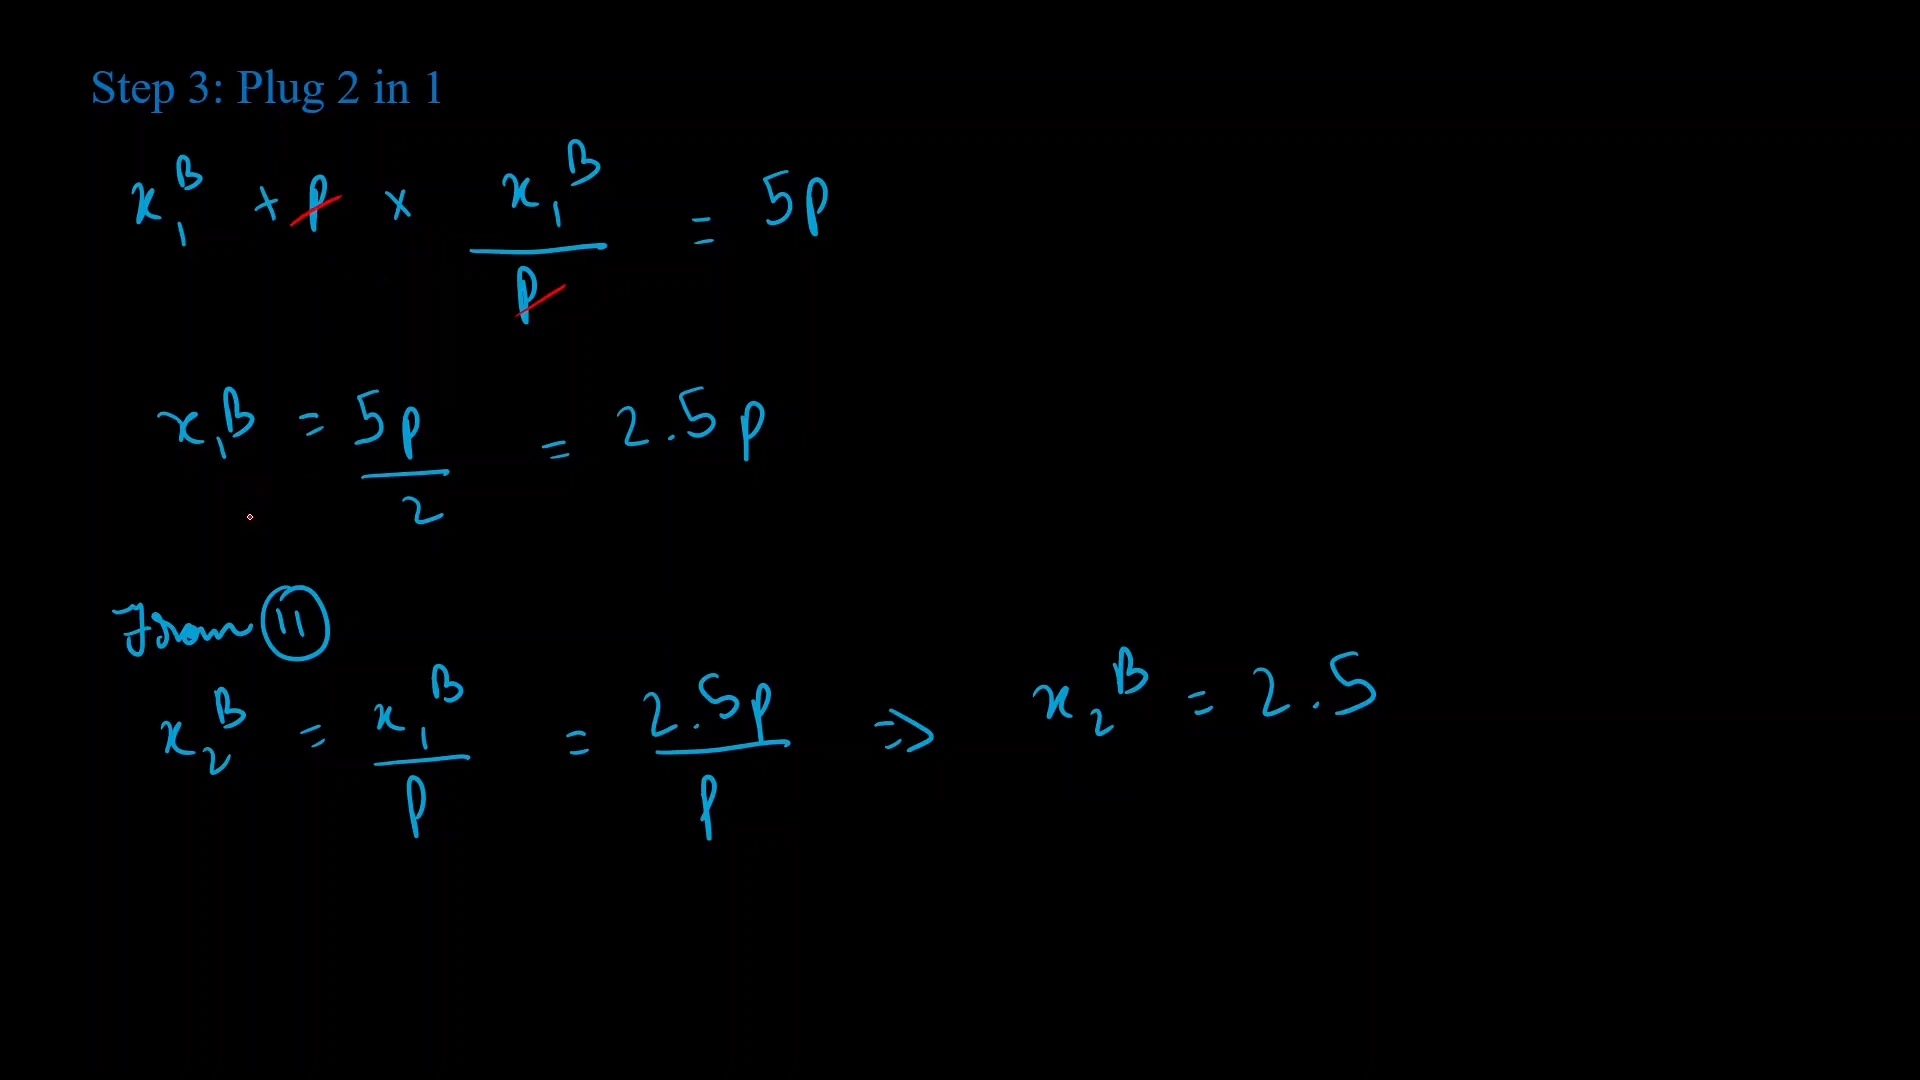 Step 3: Plug 2 in 1
x₁ᴮ + p × x₁ᴮ / p = 5p
x₁ᴮ = 5p / 2 = 2.5p
From (11)
x₂ᴮ = x₁ᴮ / p = 2.5p / p ⇒ x₂ᴮ = 2.5